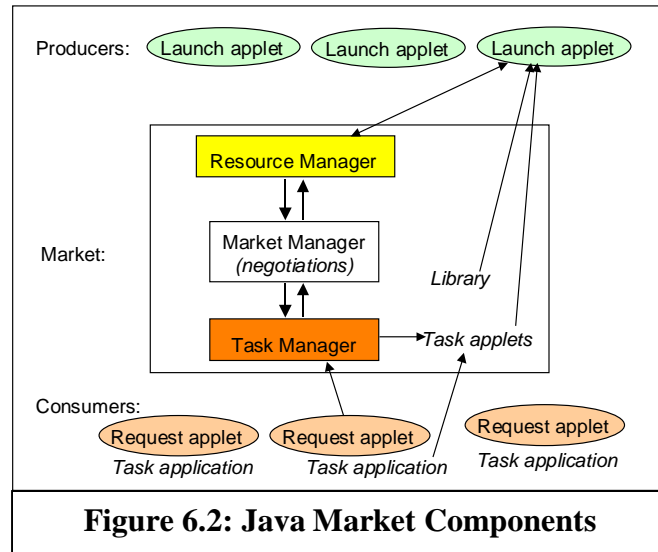 Producers: Launch applet Launch applet Launch applet
Resource Manager
Market Manager
(negotiations)
Market:
Library
Task Manager
Task applets
Consumers:
Request applet Request applet Request applet
Task application Task application Task application
Figure 6.2: Java Market Components